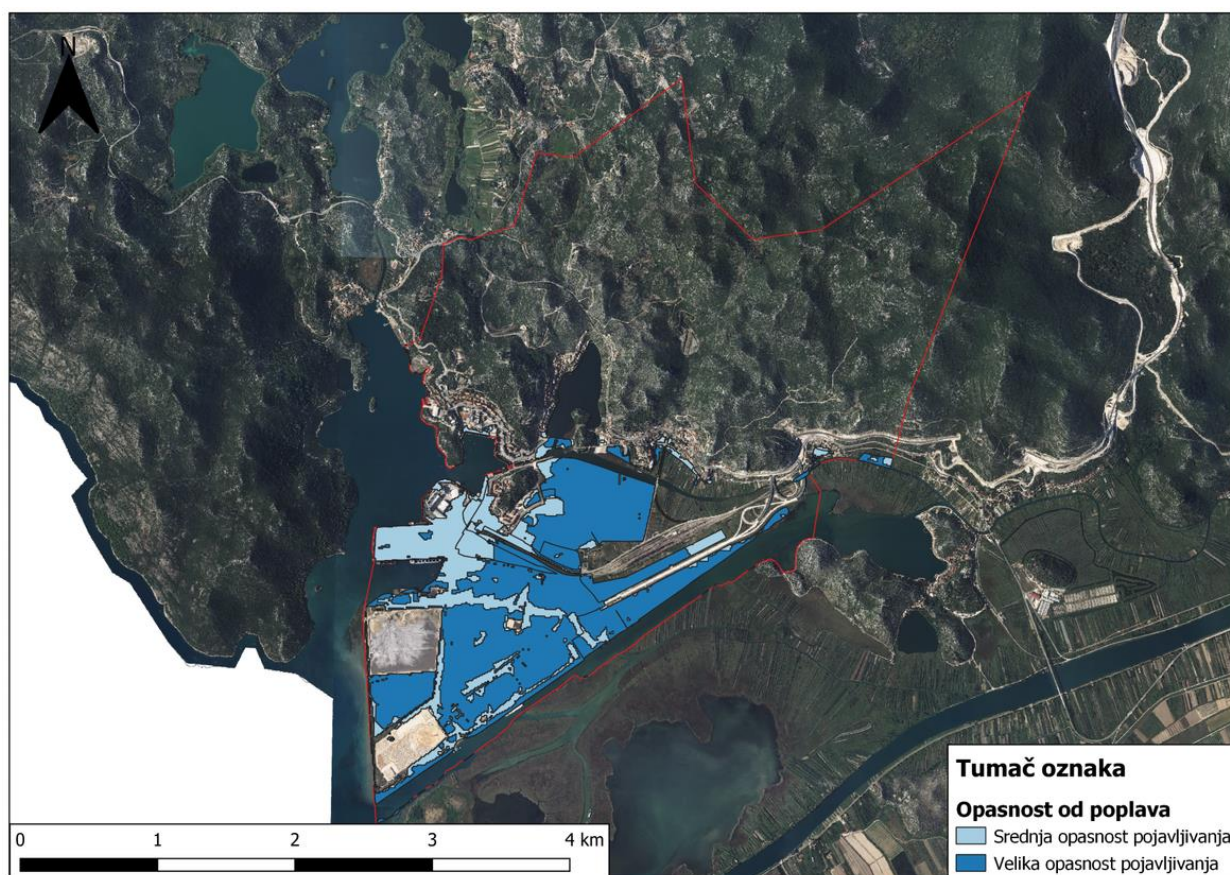 N
Tumač oznaka
Opasnost od poplava
Srednja opasnost pojavljivanja
Velika opasnost pojavljivanja
0 1 2 3 4 km